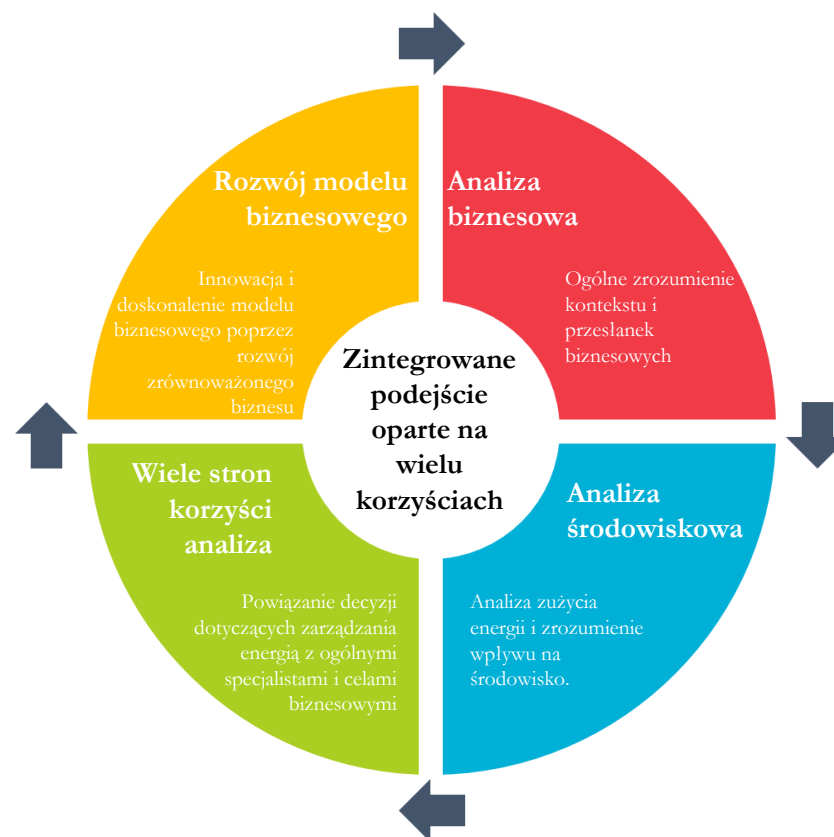 Rozwój modelu
biznesowego
Innowacja i
doskonalenie modelu
biznesowego poprzez
rozwój
zrównoważonego
biznesu
Analiza
biznesowa
Ogólne zrozumienie
kontekstu i
przesłanek
biznesowych
Zintegrowane
podejście
oparte na
wielu
korzyściach
Wiele stron
korzyści
analiza
Powiązanie decyzji
dotyczących zarządzania
energią z ogólnymi
specjalistami i celami
biznesowymi
Analiza
środowiskowa
Analiza zużycia
energii i zrozumienie
wpływu na
środowisko.